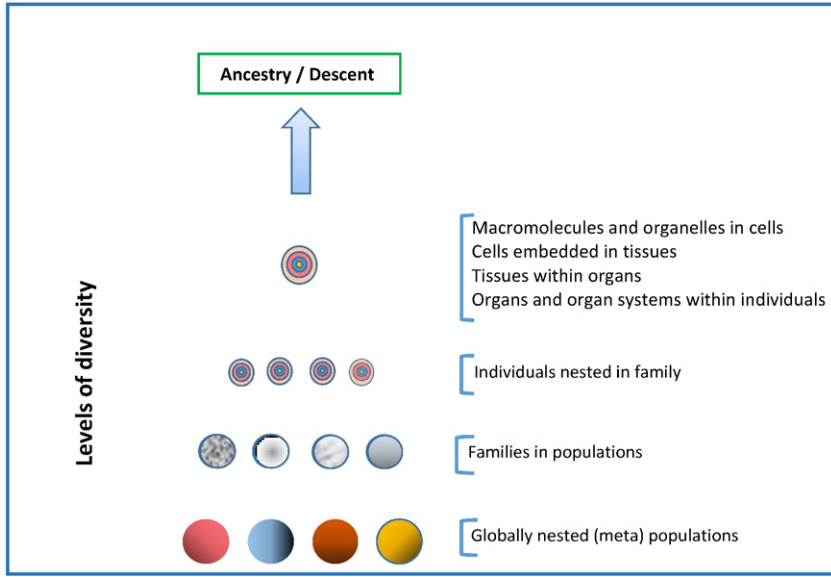 Ancestry / Descent
Macromolecules and organelles in cells
Cells embedded in tissues
Tissues within organs
Organs and organ systems within individuals
Levels of diversity
Individuals nested in family
Families in populations
Globally nested (meta) populations